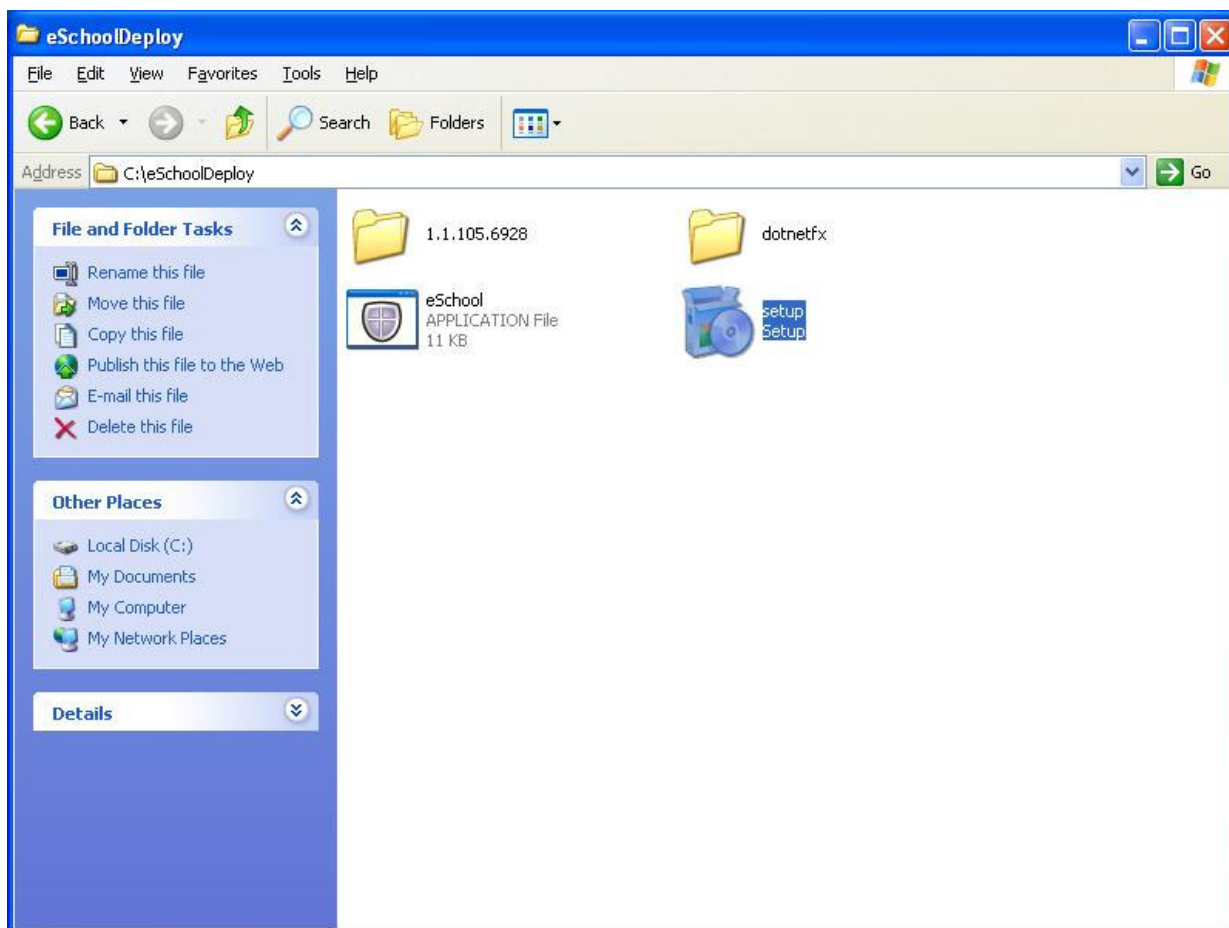 eSchoolDeploy
File Edit View Favorites Tools Help
Back Search Folders
Address C:\eSchoolDeploy Go
File and Folder Tasks
Rename this file
Move this file
Copy this file
Publish this file to the Web
E-mail this file
Delete this file
Other Places
Local Disk (C:)
My Documents
My Computer
My Network Places
Details
1.1.105.6928
dotnetfx
eSchool
APPLICATION File
11 KB
setup
Setup